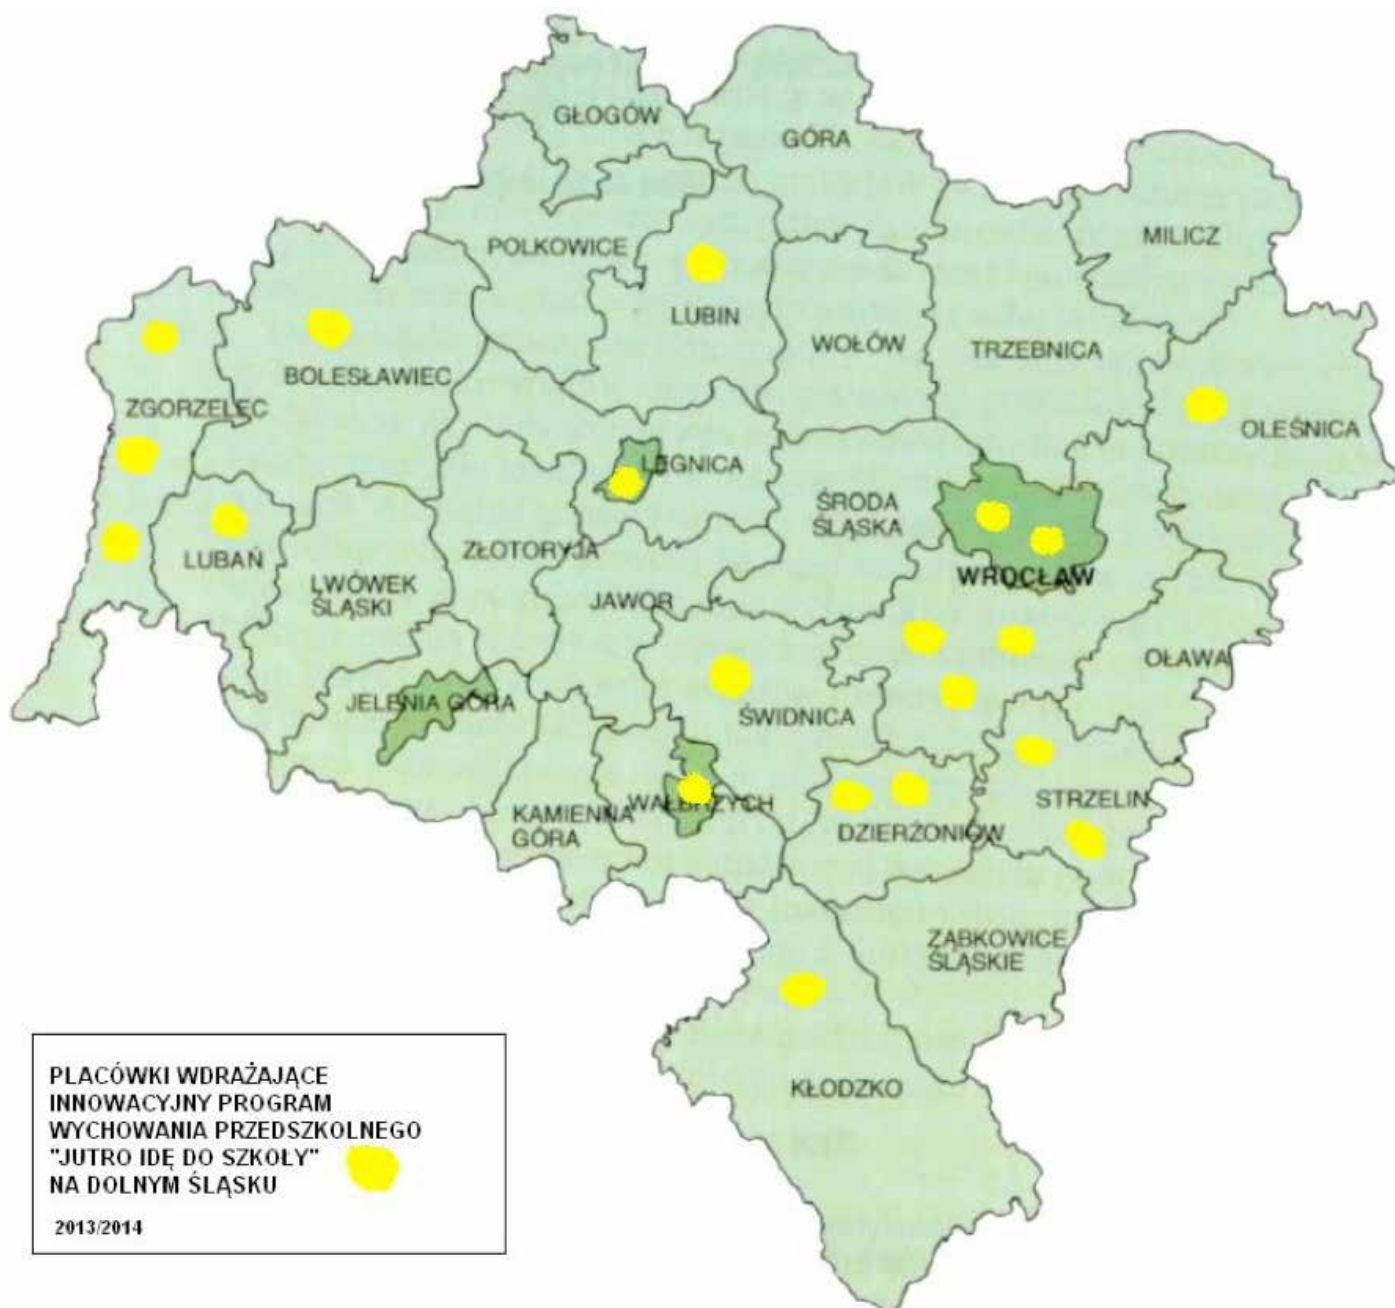 GŁOGÓW
GÓRA
MILICZ
POLKOWICE
LUBIN
WOŁÓW
TRZEBNICA
BOLESŁAWIEC
ZGORZELEC
OLEŚNICA
LEGNICA
ŚRODA
ŚLĄSKA
ZŁOTORYJA
LUBAŃ
LWÓWEK
ŚLĄSKI
JAWOR
WROCŁAW
OŁAWA
JELENIA GÓRA
ŚWIDNICA
STRZELIN
WAŁBRZYCH
KAMIENNA
GÓRA
DZIERŻONIÓW
ZĄBKOWICE
ŚLĄSKIE
KŁODZKO
PLACÓWKI WDRAŻAJĄCE
INNOWACYJNY PROGRAM
WYCHOWANIA PRZEDSZKOLNEGO
"JUTRO IDĘ DO SZKOŁY"
NA DOLNYM ŚLĄSKU
2013/2014